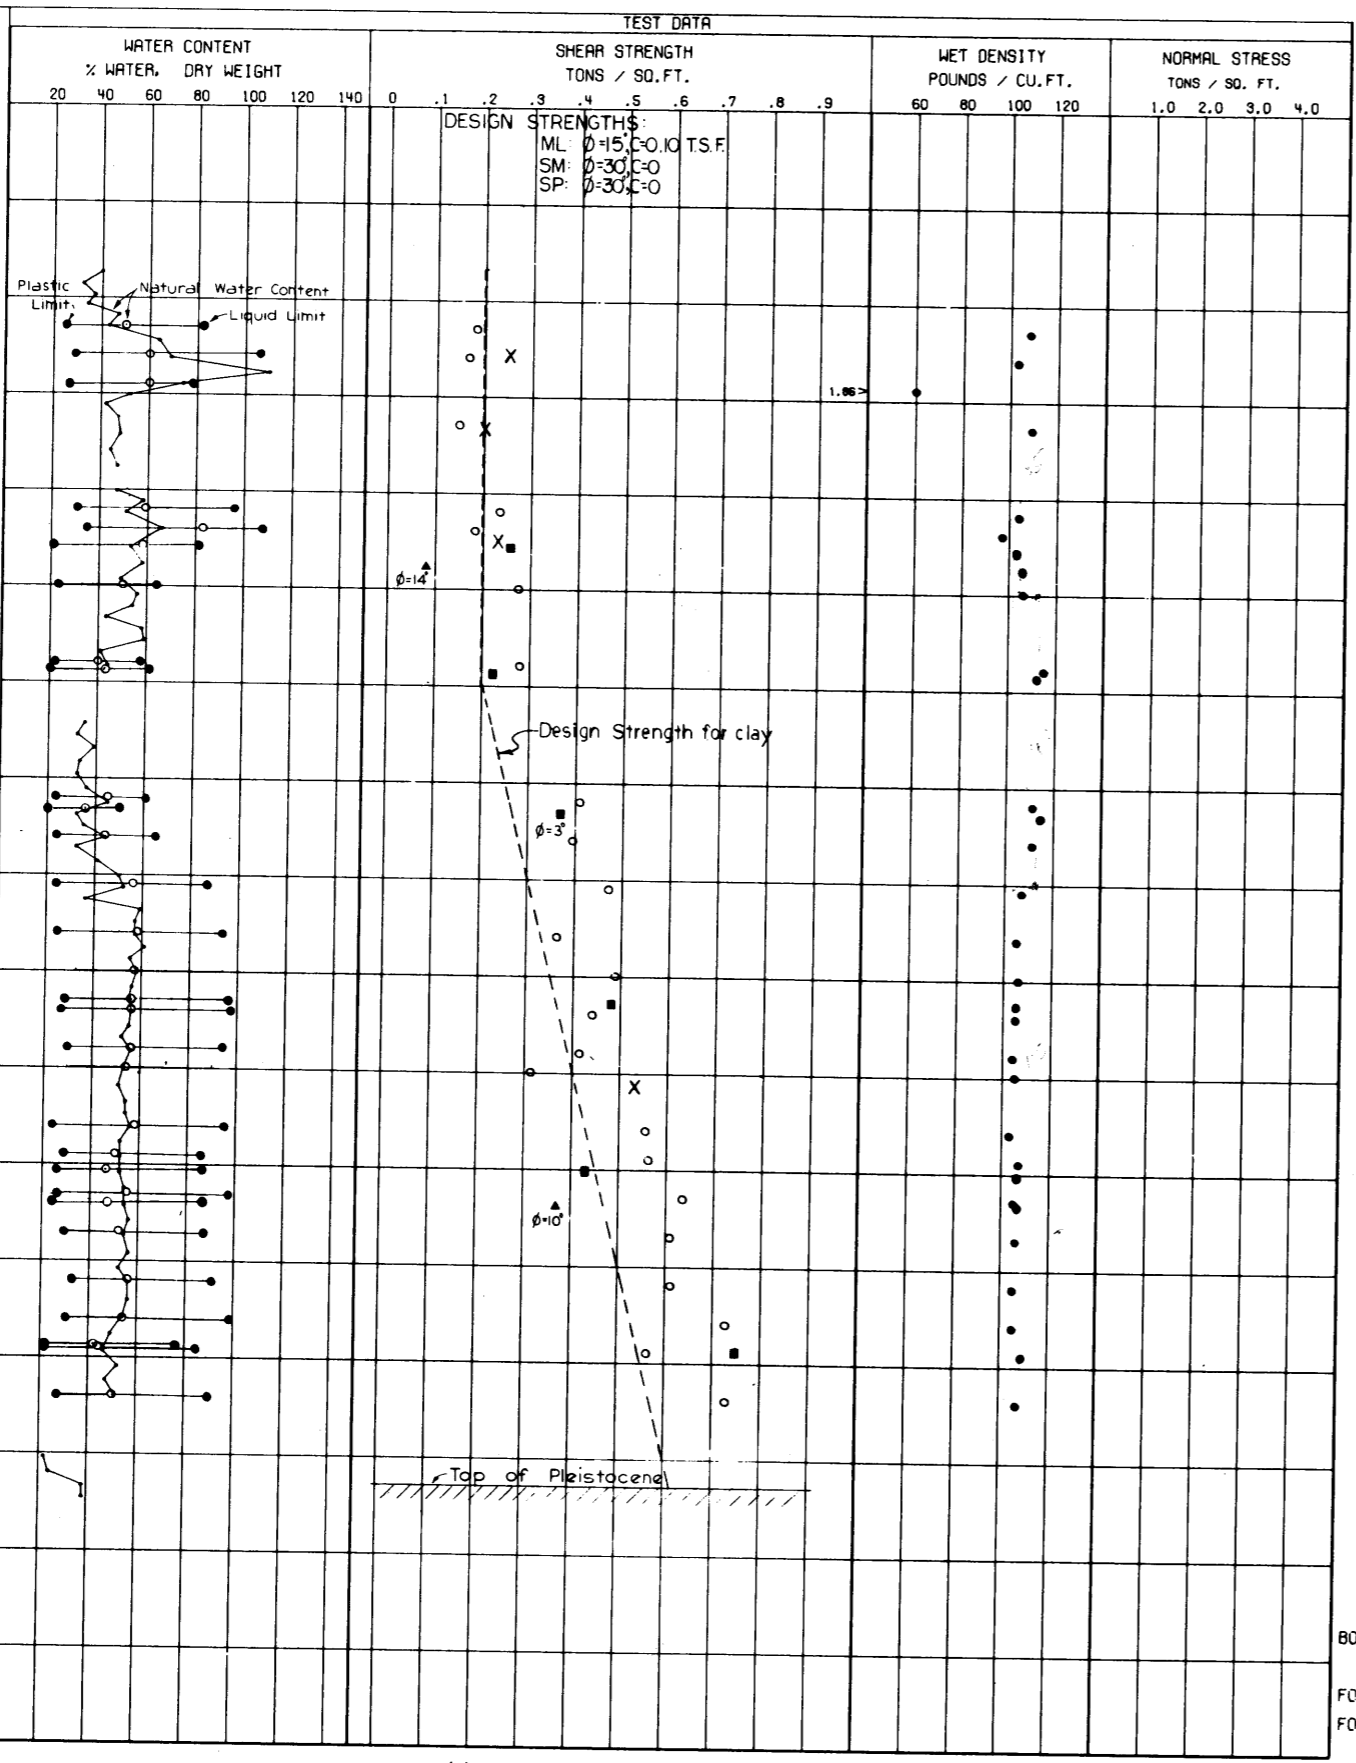 TEST DATA
WATER CONTENT
% WATER, DRY WEIGHT
20 40 60 80 100 120 140
SHEAR STRENGTH
TONS / SQ.FT.
0 .1 .2 .3 .4 .5 .6 .7 .8 .9
WET DENSITY
POUNDS / CU.FT.
60 80 100 120
NORMAL STRESS
TONS / SQ. FT.
1.0 2.0 3.0 4.0
DESIGN STRENGTHS:
ML: Ø=15°,C=0.10 T.S.F.
SM: Ø=30°,C=0
SP: Ø=30°,C=0
Plastic
Limit
Natural Water Content
Liquid Limit
1.86>
Ø=14°
Design Strength for clay
Ø=3°
Ø=10°
Top of Pleistocene
BO
FO
FO